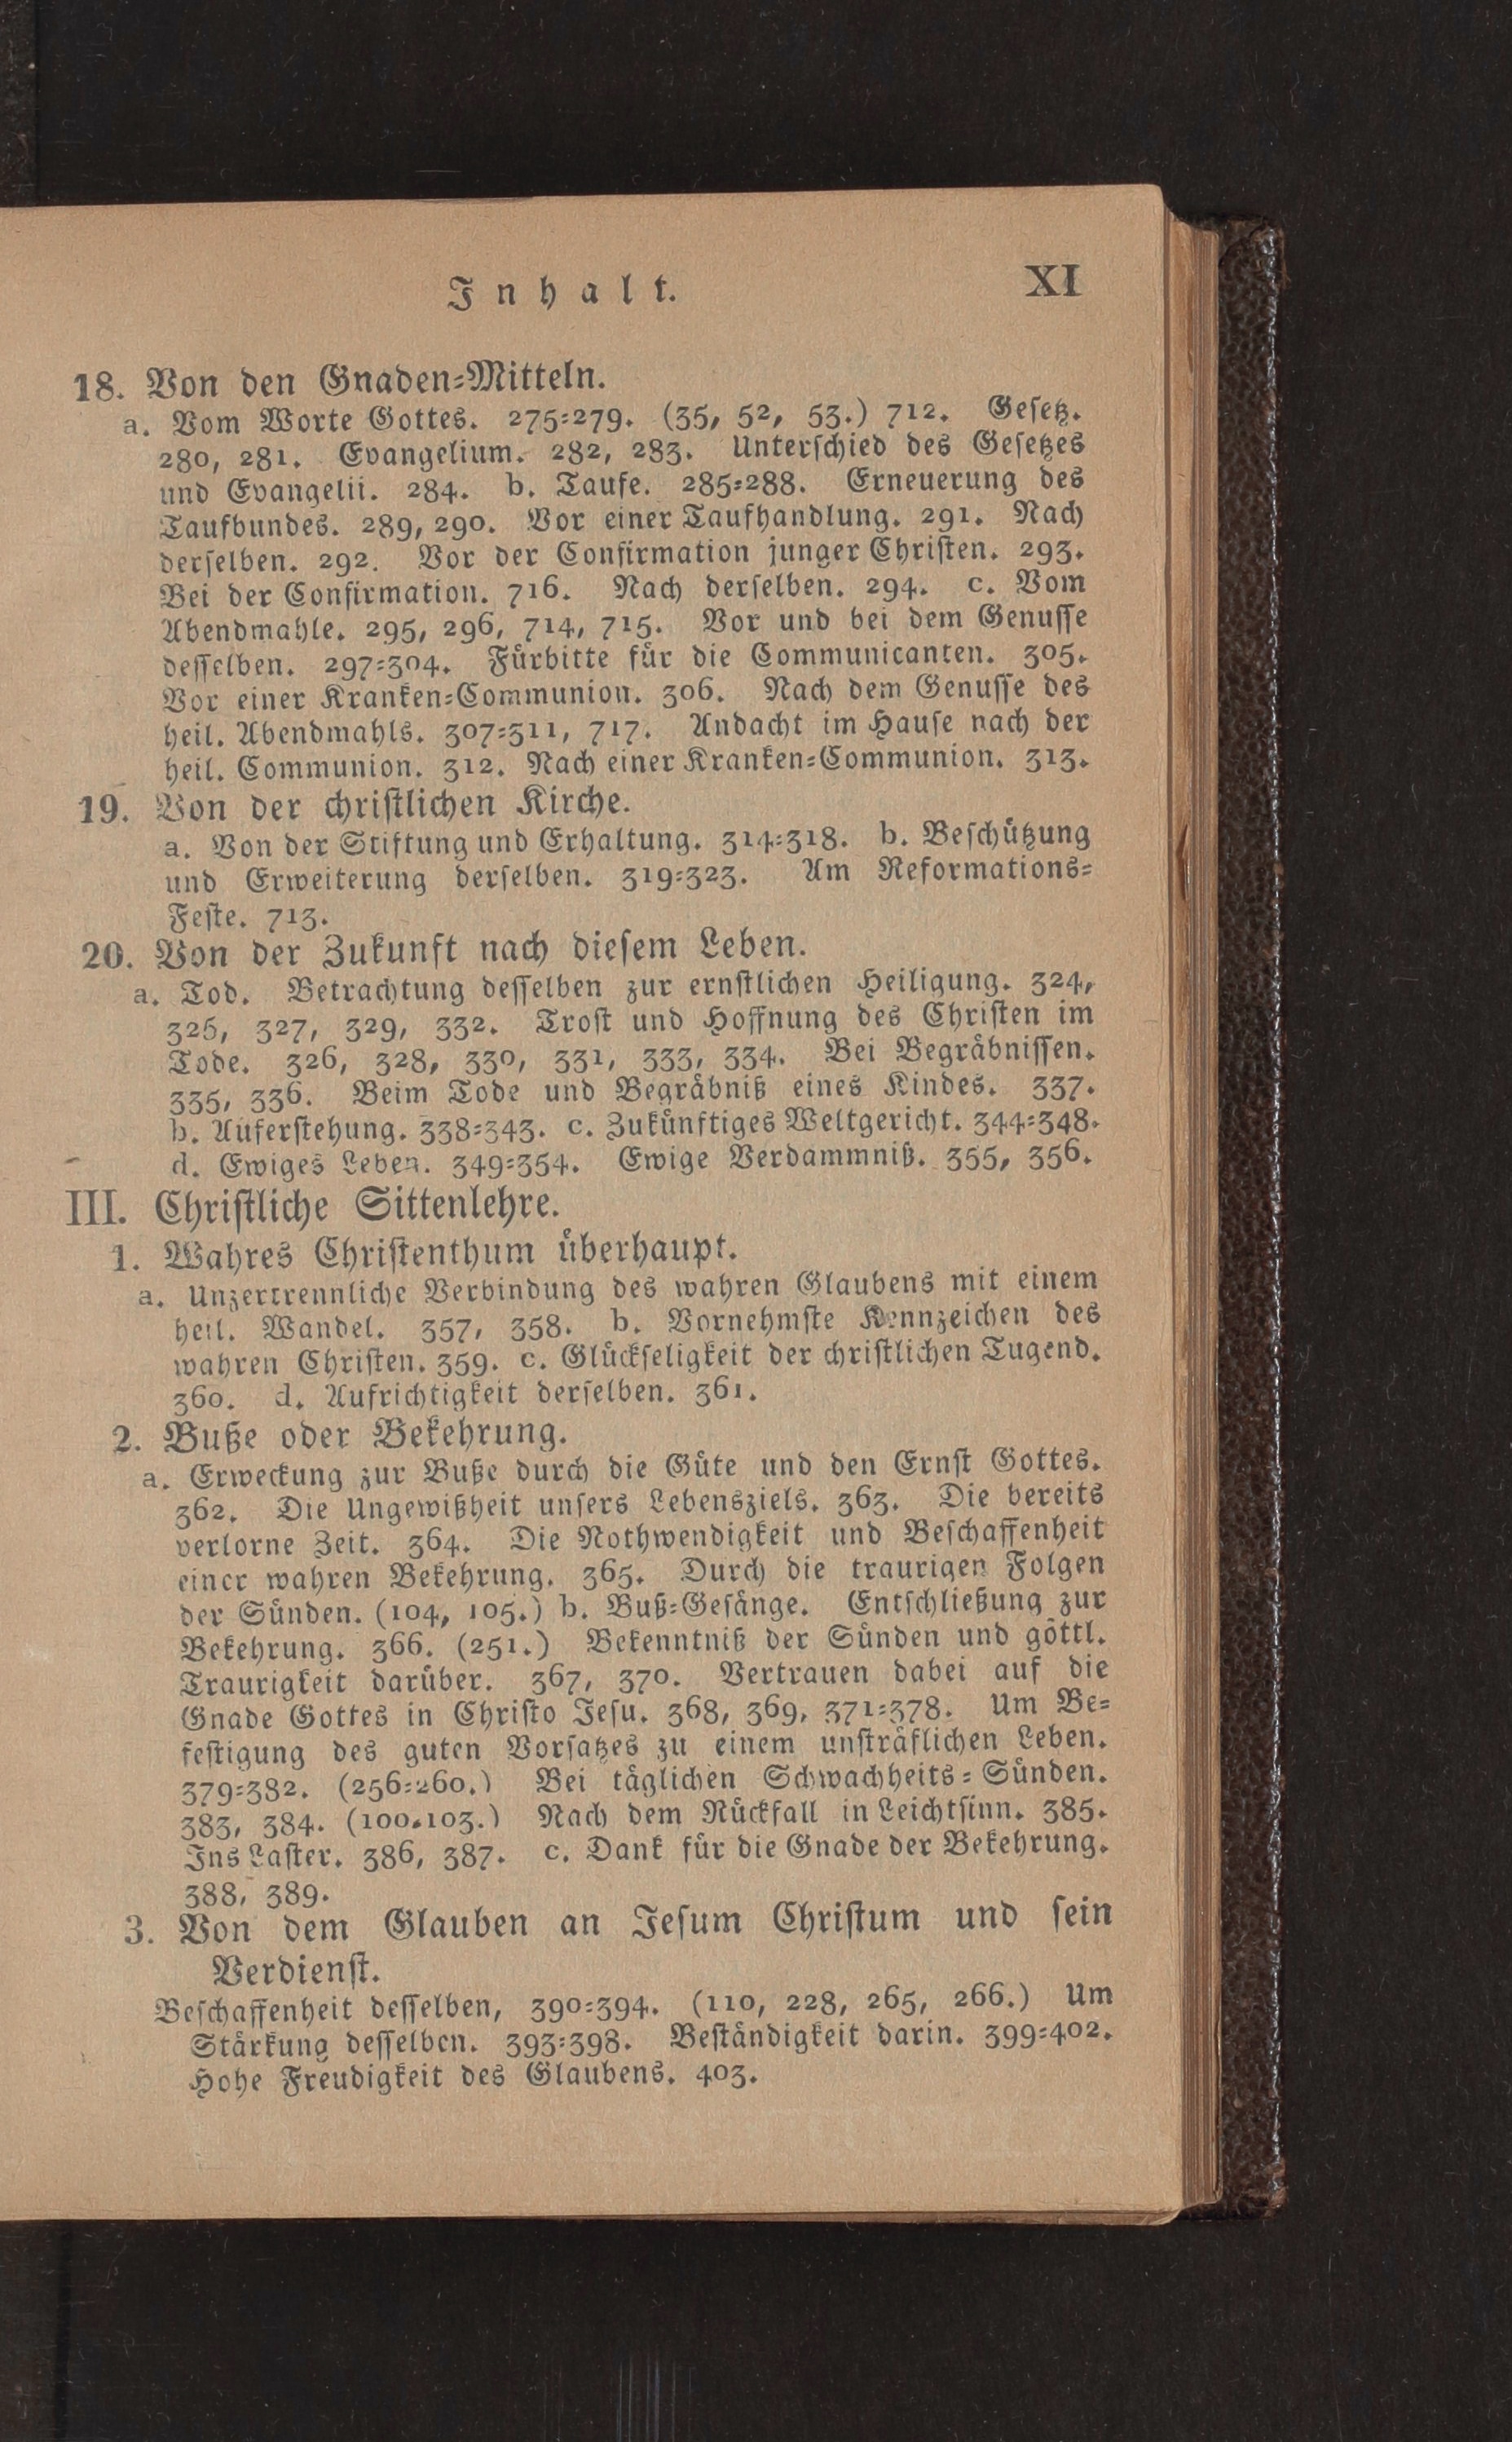 Inhalt.
XI
18. Von den Gnaden=Mitteln.
a. Vom Worte Gottes. 275=279. (35, 52, 53.) 712. Gesetz.
280, 281. Evangelium. 282, 283. Unterschied des Gesetzes
und Evangelii. 284. b. Taufe. 285=288. Erneuerung des
Taufbundes. 289, 290. Vor einer Taufhandlung. 291. Nach
derselben. 292. Vor der Confirmation junger Christen. 293.
Bei der Confirmation. 716. Nach derselben. 294. c. Vom
Abendmahle. 295, 296, 714, 715. Vor und bei dem Genusse
desselben. 297=304. Fürbitte für die Communicanten. 305.
Vor einer Kranken=Communion. 306. Nach dem Genusse des
heil. Abendmahls. 307=311, 717. Andacht im Hause nach der
heil. Communion. 312. Nach einer Kranken=Communion. 313.
19. Von der christlichen Kirche.
a. Von der Stiftung und Erhaltung. 314=318. b. Beschützung
und Erweiterung derselben. 319=323. Am Reformations=
Feste. 713.
20. Von der Zukunft nach diesem Leben.
a. Tod. Betrachtung desselben zur ernstlichen Heiligung. 324,
325, 327, 329, 332. Trost und Hoffnung des Christen im
Tode. 326, 328, 330, 331, 333, 334. Bei Begräbnissen.
335, 336. Beim Tode und Begräbniß eines Kindes. 337.
b. Auferstehung. 338=343. c. Zukünftiges Weltgericht. 344=348.
d. Ewiges Leben. 349=354. Ewige Verdammniß. 355, 356.
III. Christliche Sittenlehre.
1. Wahres Christenthum überhaupt.
a. Unzertrennliche Verbindung des wahren Glaubens mit einem
heil. Wandel. 357, 358. b. Vornehmste Kennzeichen des
wahren Christen. 359. c. Glückseligkeit der christlichen Tugend.
360. d. Aufrichtigkeit derselben. 361.
2. Buße oder Bekehrung.
a. Erweckung zur Buße durch die Güte und den Ernst Gottes.
362. Die Ungewißheit unsers Lebensziels. 363. Die bereits
verlorne Zeit. 364. Die Nothwendigkeit und Beschaffenheit
einer wahren Bekehrung. 365. Durch die traurigen Folgen
der Sünden. (104, 105.) b. Buß=Gesänge. Entschließung zur
Bekehrung. 366. (251.) Bekenntniß der Sünden und göttl.
Traurigkeit darüber. 367, 370. Vertrauen dabei auf die
Gnade Gottes in Christo Jesu. 368, 369, 371=378. Um Be=
festigung des guten Vorsatzes zu einem unsträflichen Leben.
379=382. (256=260.) Bei täglichen Schwachheits=Sünden.
383, 384. (100.103.) Nach dem Rückfall in Leichtsinn. 385.
Ins Laster. 386, 387. c. Dank für die Gnade der Bekehrung.
388, 389.
3. Von dem Glauben an Jesum Christum und sein
Verdienst.
Beschaffenheit desselben, 390=394. (110, 228, 265, 266.) Um
Stärkung desselben. 393=398. Beständigkeit darin. 399=402.
Hohe Freudigkeit des Glaubens. 403.